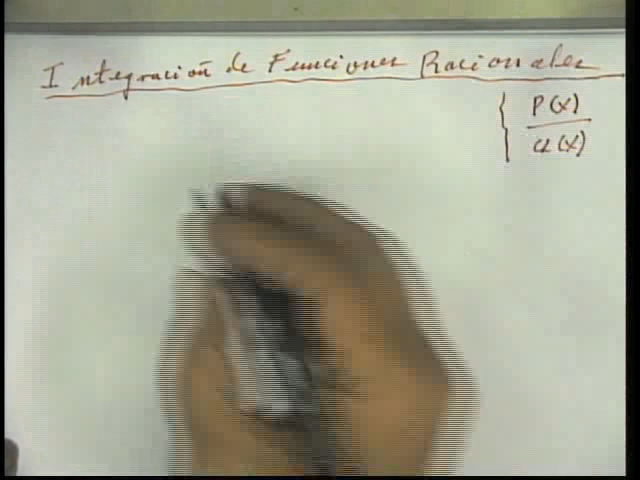 Integración de Funciones Racionales
{ P(x)
Q(x)